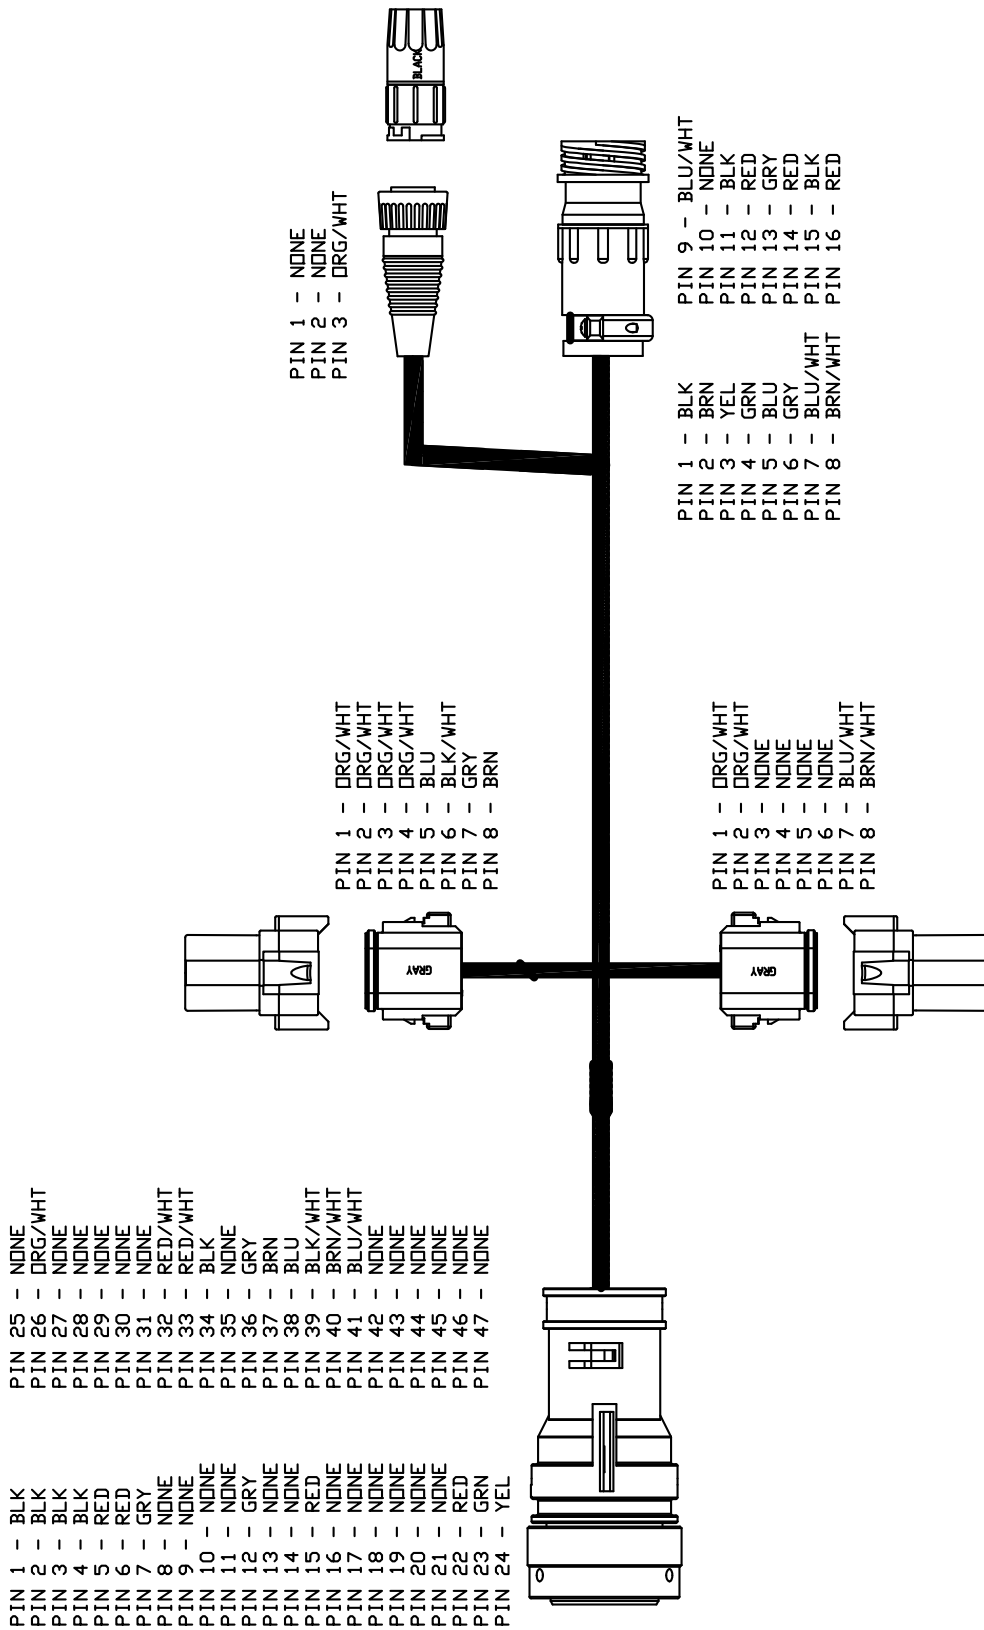 PIN 1 - BLK
PIN 2 - BLK
PIN 3 - BLK
PIN 4 - BLK
PIN 5 - RED
PIN 6 - RED
PIN 7 - GRY
PIN 8 - NONE
PIN 9 - NONE
PIN 10 - NONE
PIN 11 - NONE
PIN 12 - GRY
PIN 13 - NONE
PIN 14 - NONE
PIN 15 - RED
PIN 16 - NONE
PIN 17 - NONE
PIN 18 - NONE
PIN 19 - NONE
PIN 20 - NONE
PIN 21 - NONE
PIN 22 - RED
PIN 23 - GRN
PIN 24 - YEL
PIN 25 - NONE
PIN 26 - ORG/WHT
PIN 27 - NONE
PIN 28 - NONE
PIN 29 - NONE
PIN 30 - NONE
PIN 31 - NONE
PIN 32 - RED/WHT
PIN 33 - RED/WHT
PIN 34 - BLK
PIN 35 - NONE
PIN 36 - GRY
PIN 37 - BRN
PIN 38 - BLU
PIN 39 - BLK/WHT
PIN 40 - BRN/WHT
PIN 41 - BLU/WHT
PIN 42 - NONE
PIN 43 - NONE
PIN 44 - NONE
PIN 45 - NONE
PIN 46 - NONE
PIN 47 - NONE
GRAY
PIN 1 - ORG/WHT
PIN 2 - ORG/WHT
PIN 3 - ORG/WHT
PIN 4 - ORG/WHT
PIN 5 - BLU
PIN 6 - BLK/WHT
PIN 7 - GRY
PIN 8 - BRN
GRAY
PIN 1 - ORG/WHT
PIN 2 - ORG/WHT
PIN 3 - NONE
PIN 4 - NONE
PIN 5 - NONE
PIN 6 - NONE
PIN 7 - BLU/WHT
PIN 8 - BRN/WHT
PIN 1 - NONE
PIN 2 - NONE
PIN 3 - ORG/WHT
BLACK
PIN 1 - BLK
PIN 2 - BRN
PIN 3 - YEL
PIN 4 - GRN
PIN 5 - BLU
PIN 6 - GRY
PIN 7 - BLU/WHT
PIN 8 - BRN/WHT
PIN 9 - BLU/WHT
PIN 10 - NONE
PIN 11 - BLK
PIN 12 - RED
PIN 13 - GRY
PIN 14 - RED
PIN 15 - BLK
PIN 16 - RED